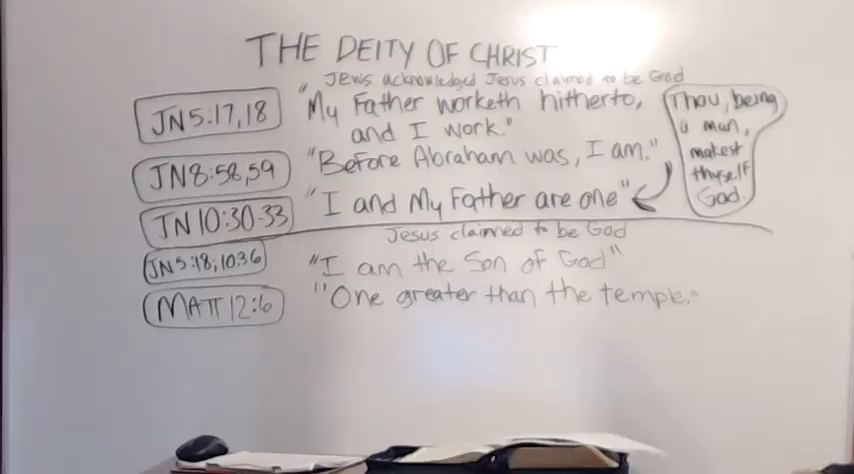 THE DEITY OF CHRIST
Jews acknowledged Jesus claimed to be God
JN 5:17,18
"My Father worketh hitherto,
and I work."
JN 8:58,59
"Before Abraham was, I am."
JN 10:30-33
"I and My Father are one"
Thou, being
a man,
makest
thyself
God.
Jesus claimed to be God
JN 5:18; 10:36
"I am the Son of God"
MATT 12:6
"One greater than the temple."